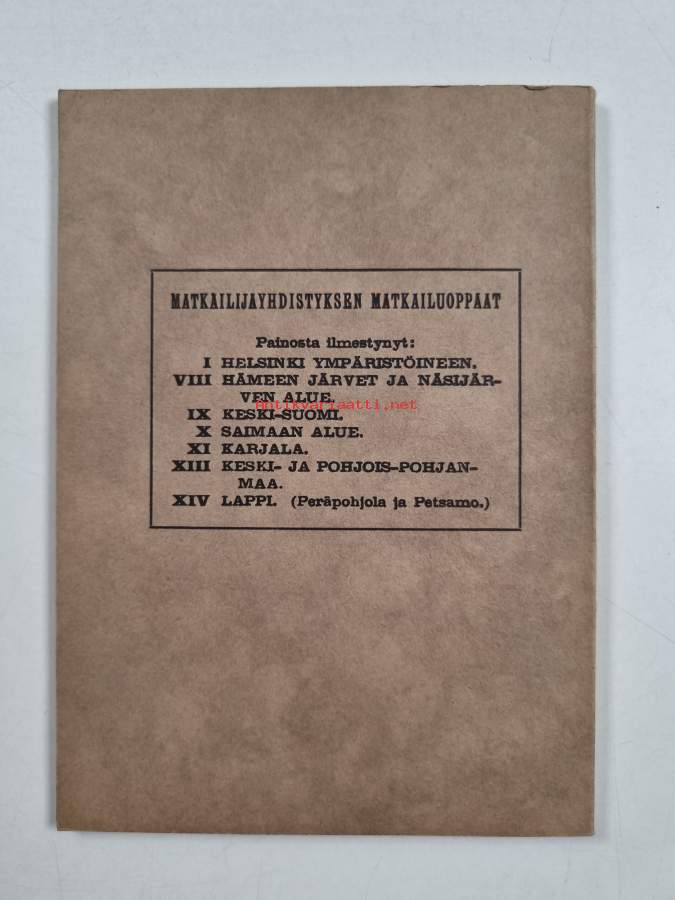 MATKAILIJAYHDISTYKSEN MATKAILUOPPAAT
Painosta ilmestynyt:
I HELSINKI YMPÄRISTÖINEEN.
VIII HÄMEEN JÄRVET JA NÄSIJÄR-
VEN ALUE.
Antikvariaatti.net
IX KESKI-SUOMI.
X SAIMAAN ALUE.
XI KARJALA.
XIII KESKI- JA POHJOIS-POHJAN-
MAA.
XIV LAPPI. (Peräpohjola ja Petsamo.)